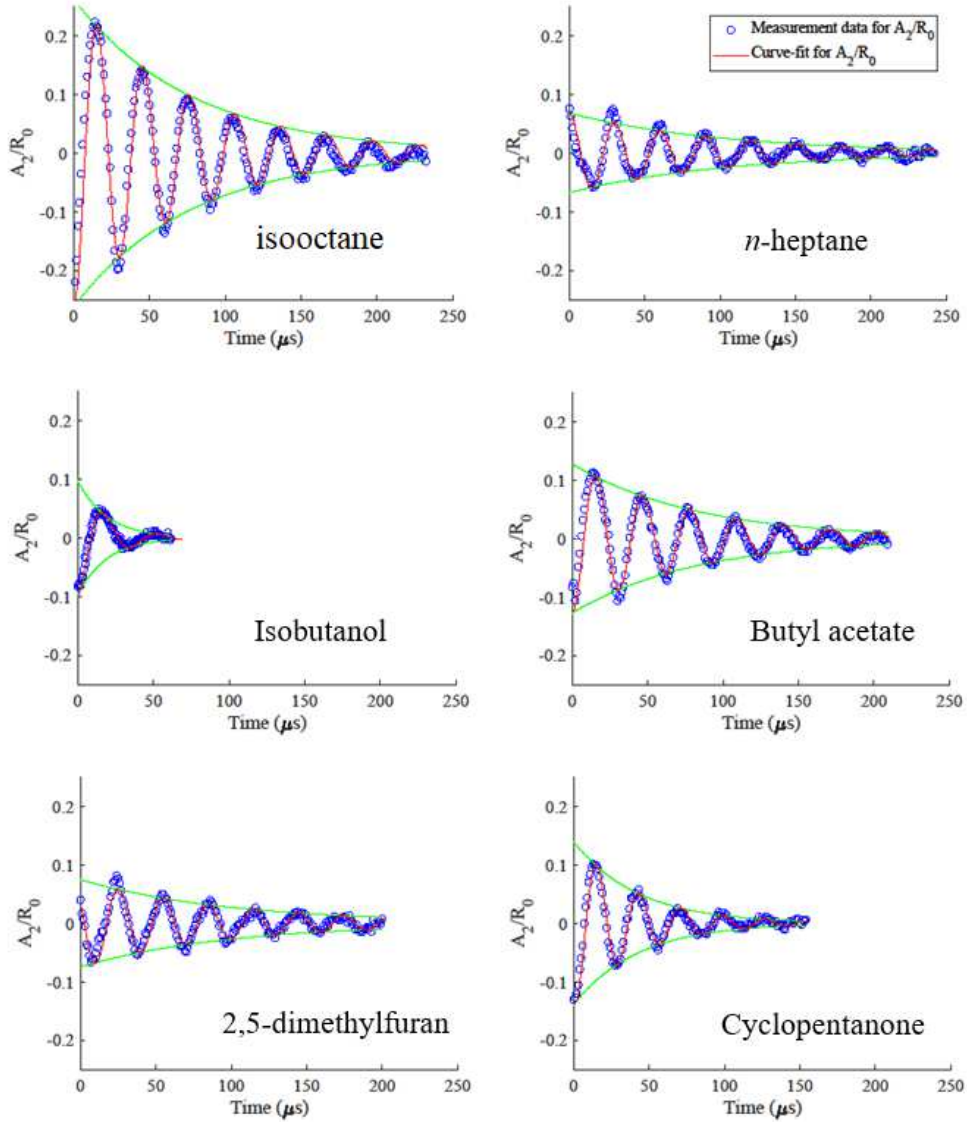 0.2
0.1
0
-0.1
-0.2
A2/R0
isooctane
0 50 100 150 200 250
Time (μs)
Measurement data for A2/R0
Curve-fit for A2/R0
0.2
0.1
0
-0.1
-0.2
A2/R0
n-heptane
0 50 100 150 200 250
Time (μs)
0.2
0.1
0
-0.1
-0.2
A2/R0
Isobutanol
0 50 100 150 200 250
Time (μs)
0.2
0.1
0
-0.1
-0.2
A2/R0
Butyl acetate
0 50 100 150 200 250
Time (μs)
0.2
0.1
0
-0.1
-0.2
A2/R0
2,5-dimethylfuran
0 50 100 150 200 250
Time (μs)
0.2
0.1
0
-0.1
-0.2
A2/R0
Cyclopentanone
0 50 100 150 200 250
Time (μs)